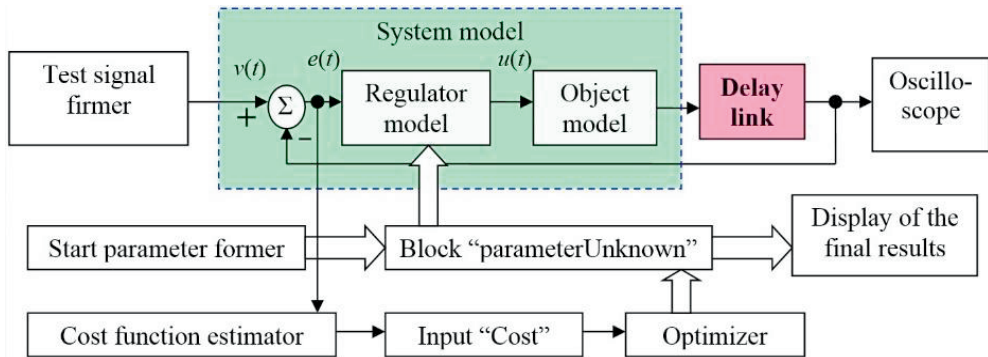 System model
Test signal
firmer
v(t)
e(t)
u(t)
+
Σ
−
Regulator
model
Object
model
Delay
link
Oscillo-
scope
Start parameter former
Block “parameterUnknown”
Display of the
final results
Cost function estimator
Input “Cost”
Optimizer